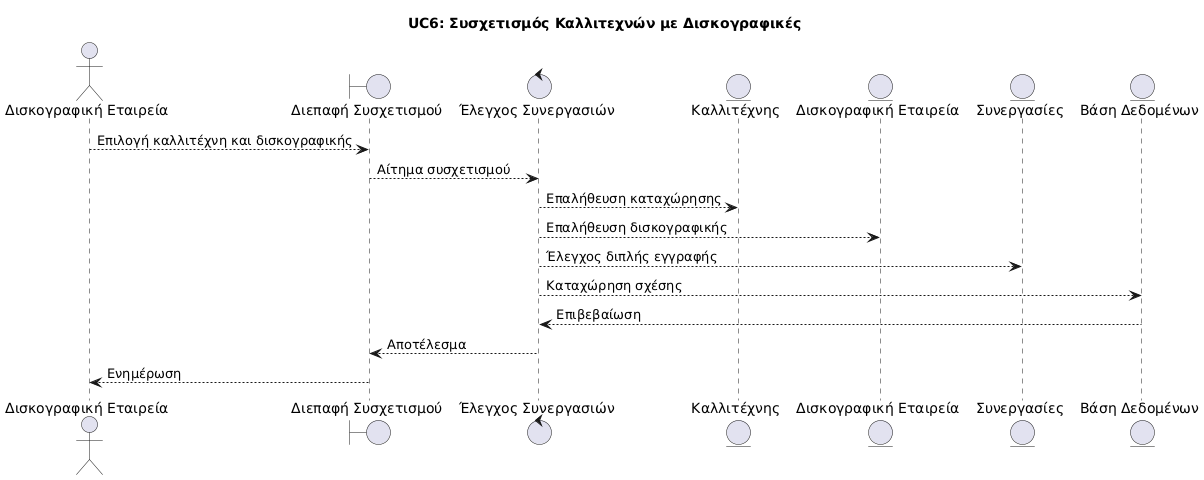 UC6: Συσχετισμός Καλλιτεχνών με Δισκογραφικές
Δισκογραφική Εταιρεία Διεπαφή Συσχετισμού Έλεγχος Συνεργασιών Καλλιτέχνης Δισκογραφική Εταιρεία Συνεργασίες Βάση Δεδομένων
Επιλογή καλλιτέχνη και δισκογραφικής
Αίτημα συσχετισμού
Επαλήθευση καταχώρησης
Επαλήθευση δισκογραφικής
Έλεγχος διπλής εγγραφής
Καταχώρηση σχέσης
Επιβεβαίωση
Αποτέλεσμα
Ενημέρωση
Δισκογραφική Εταιρεία Διεπαφή Συσχετισμού Έλεγχος Συνεργασιών Καλλιτέχνης Δισκογραφική Εταιρεία Συνεργασίες Βάση Δεδομένων